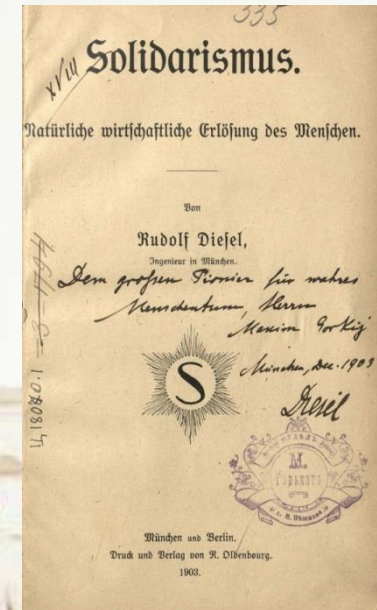 335
XVIII
Solidarismus.
Natürliche wirtschaftliche Erlösung des Menschen.
Von
Rudolf Diesel,
Ingenieur in München.
Dem großen Pionier für wahres
Menschentum, Herrn
Maxim Gorkij
München, Dec. 1903
Diesel
S
М.
ГОРЬКОГО
München und Berlin.
Druck und Verlag von R. Oldenbourg.
1903.